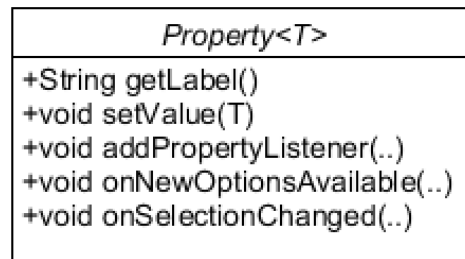 Property<T>
+String getLabel()
+void setValue(T)
+void addPropertyListener(..)
+void onNewOptionsAvailable(..)
+void onSelectionChanged(..)